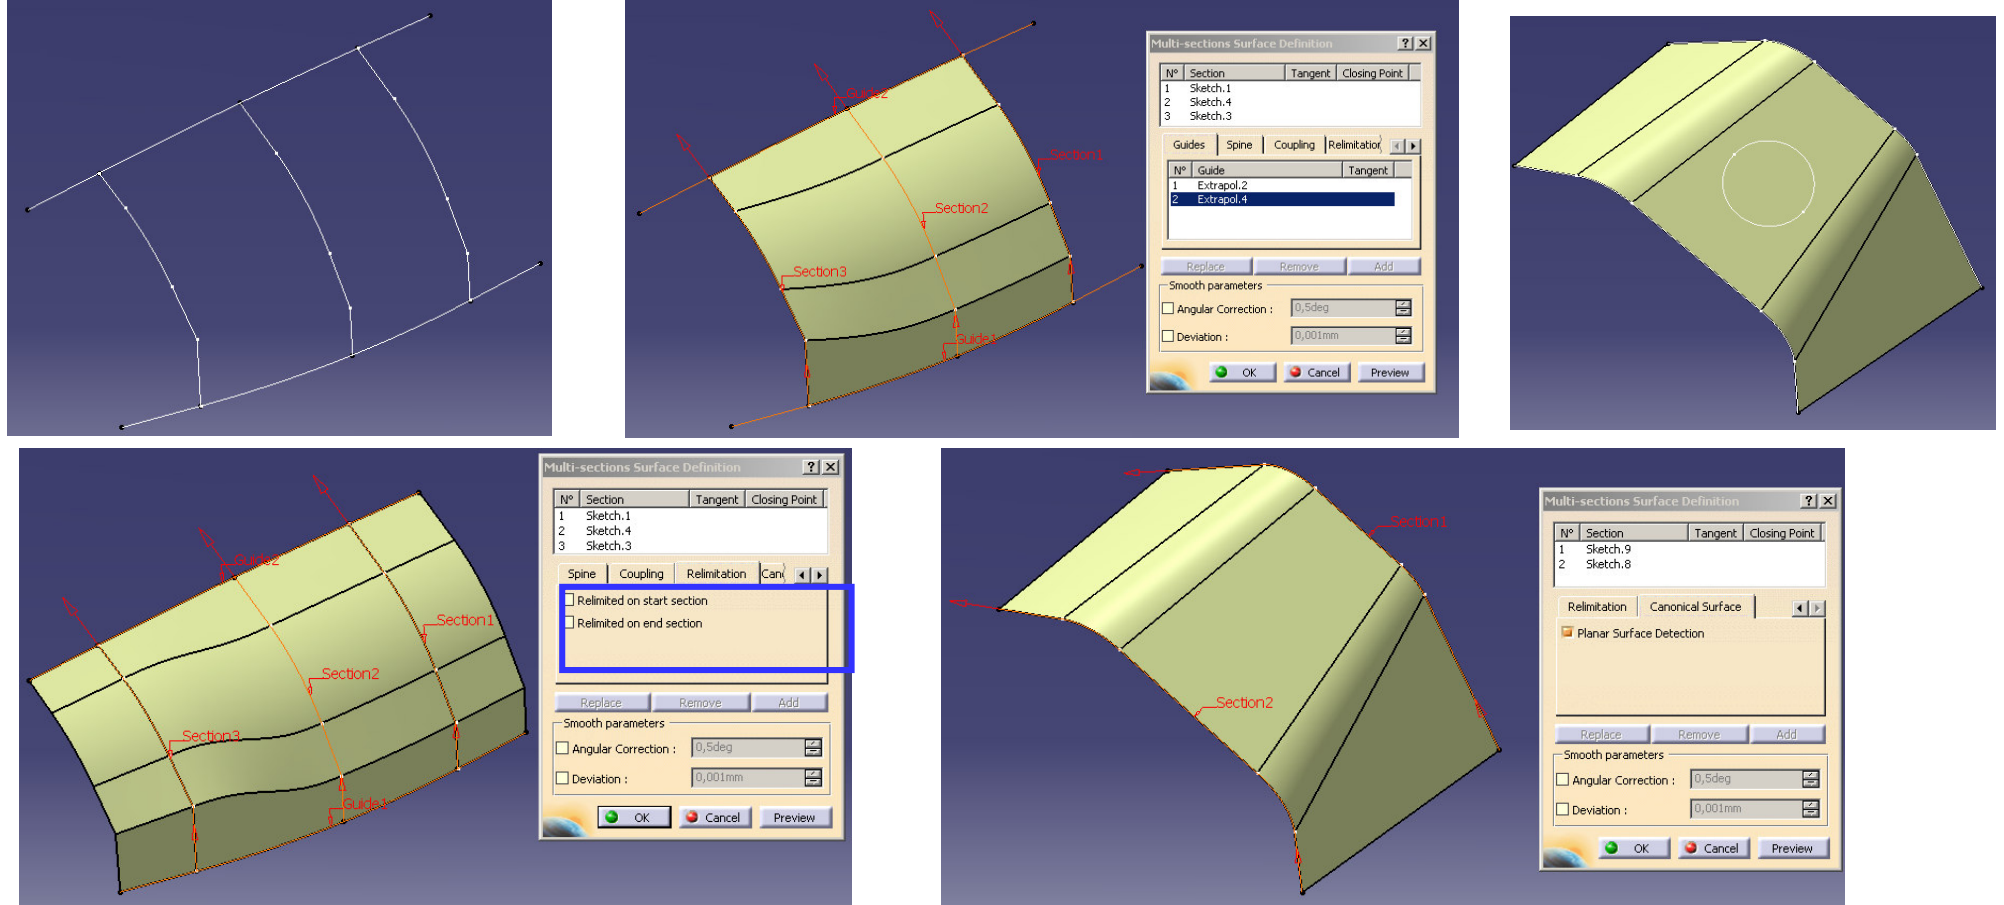 Guide2
Section1
Section2
Section3
Guide1
Multi-sections Surface Definition
? X
N° Section Tangent Closing Point
1 Sketch.1
2 Sketch.4
3 Sketch.3
Guides Spine Coupling Relimitation
N° Guide Tangent
1 Extrapol.2
2 Extrapol.4
Replace Remove Add
Smooth parameters
Angular Correction : 0,5deg
Deviation : 0,001mm
OK Cancel Preview
Guide2
Section1
Section2
Section3
Guide1
Multi-sections Surface Definition
? X
N° Section Tangent Closing Point
1 Sketch.1
2 Sketch.4
3 Sketch.3
Spine Coupling Relimitation Can
Relimited on start section
Relimited on end section
Replace Remove Add
Smooth parameters
Angular Correction : 0,5deg
Deviation : 0,001mm
OK Cancel Preview
Section1
Section2
Multi-sections Surface Definition
? X
N° Section Tangent Closing Point
1 Sketch.9
2 Sketch.8
Relimitation Canonical Surface
Planar Surface Detection
Replace Remove Add
Smooth parameters
Angular Correction : 0,5deg
Deviation : 0,001mm
OK Cancel Preview